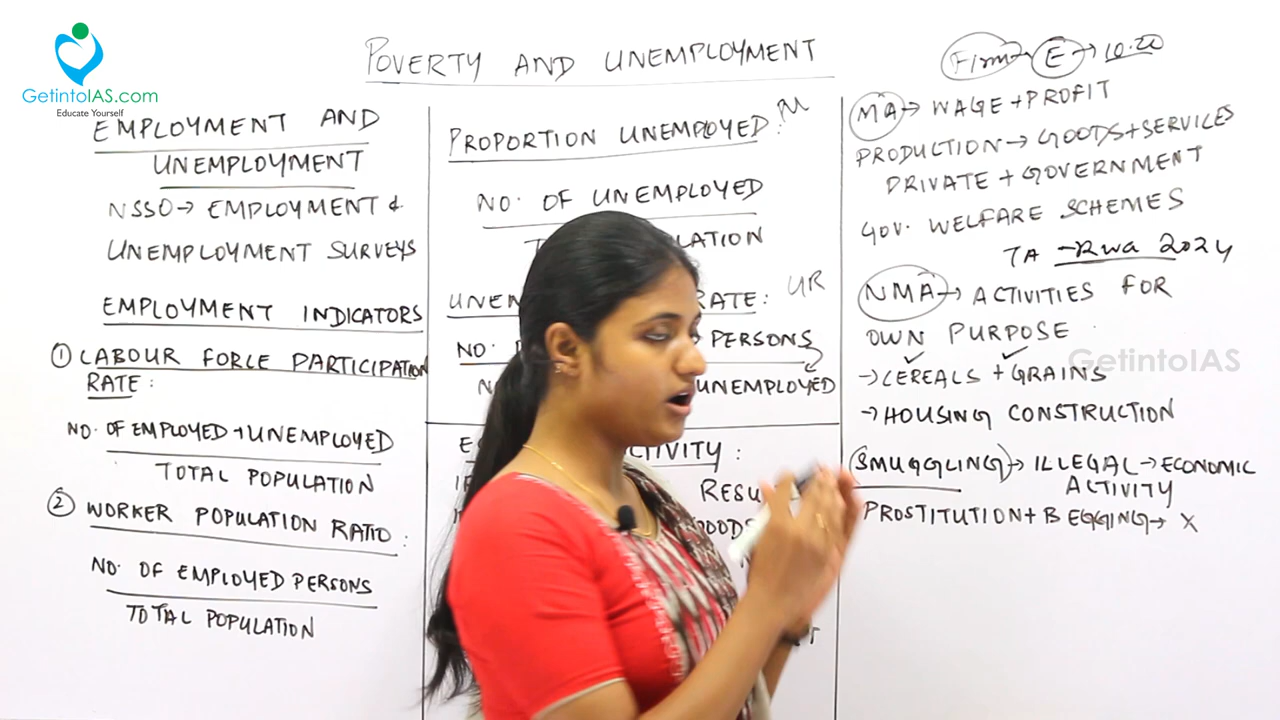 GetintoIAS.com
Educate Yourself
POVERTY AND UNEMPLOYMENT
EMPLOYMENT AND
UNEMPLOYMENT
NSSO → EMPLOYMENT &
UNEMPLOYMENT SURVEYS
EMPLOYMENT INDICATORS
① LABOUR FORCE PARTICIPATION
RATE :
NO. OF EMPLOYED + UNEMPLOYED
TOTAL POPULATION
② WORKER POPULATION RATIO :
NO. OF EMPLOYED PERSONS
TOTAL POPULATION
PROPORTION UNEMPLOYED :
NO. OF UNEMPLOYED
RATE : UR
PERSONS
UNEMPLOYED
Firm → E → 10-20
MA → WAGE + PROFIT
PRODUCTION → GOODS + SERVICES
PRIVATE + GOVERNMENT
GOV. WELFARE SCHEMES
NMA → ACTIVITIES FOR
OWN PURPOSE
→ CEREALS + GRAINS
→ HOUSING CONSTRUCTION
SMUGGLING → ILLEGAL → ECONOMIC
ACTIVITY
PROSTITUTION + BEGGING → X
GetintoIAS